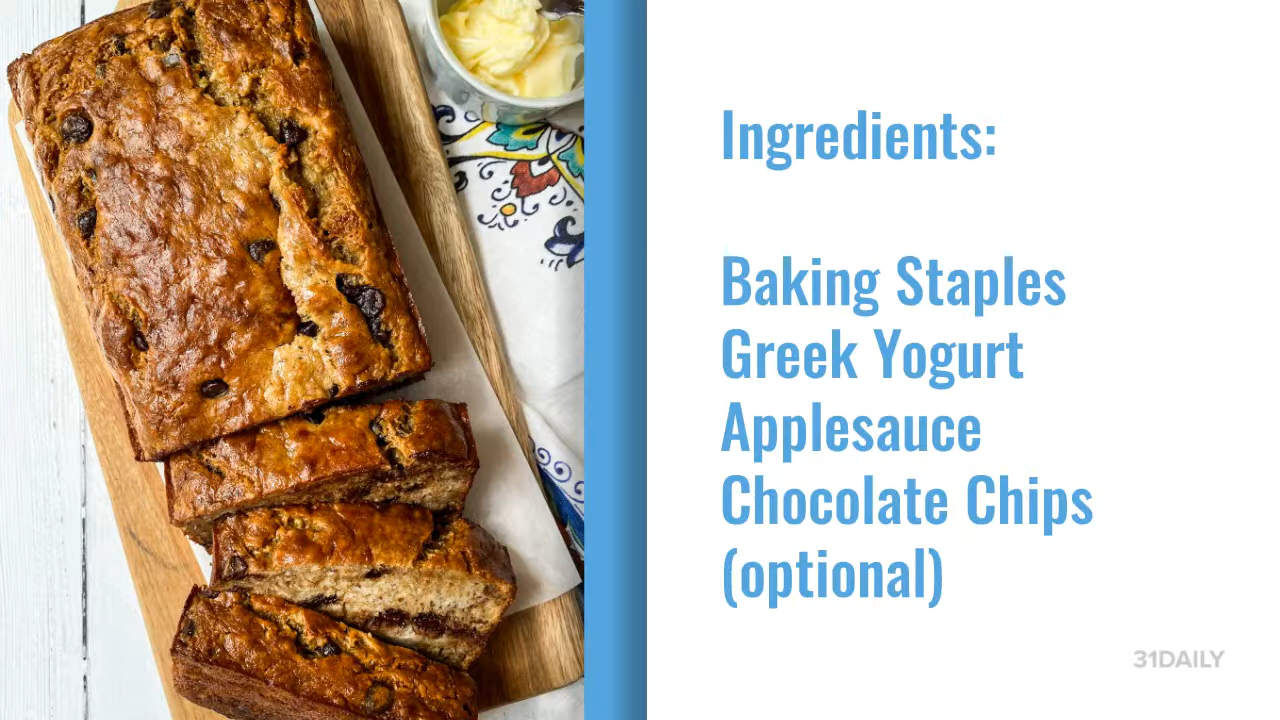 Ingredients:
Baking Staples
Greek Yogurt
Applesauce
Chocolate Chips
(optional)
31DAILY